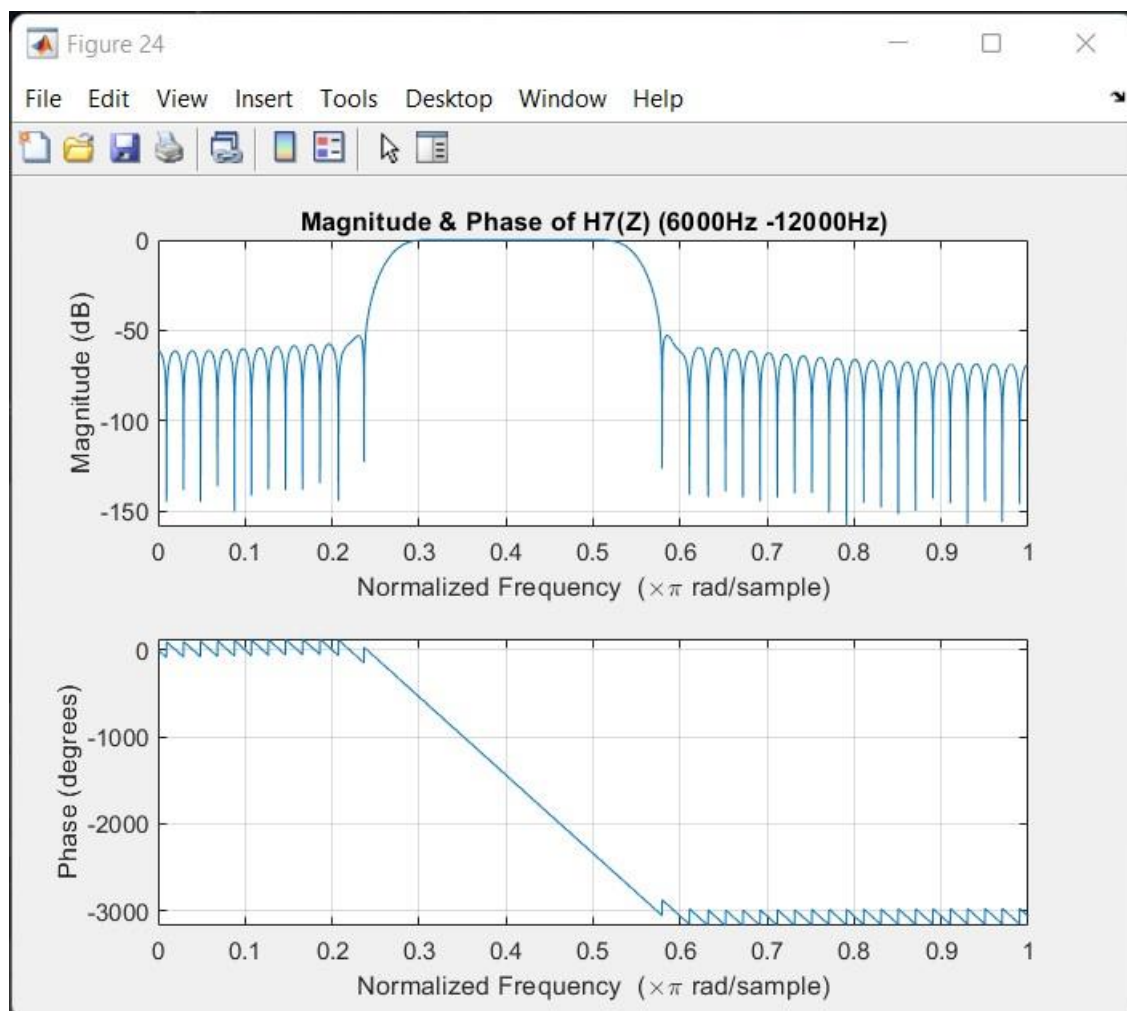 Figure 24
File Edit View Insert Tools Desktop Window Help
Magnitude & Phase of H7(Z) (6000Hz -12000Hz)
Magnitude (dB)
0
-50
-100
-150
0 0.1 0.2 0.3 0.4 0.5 0.6 0.7 0.8 0.9 1
Normalized Frequency (×π rad/sample)
Phase (degrees)
0
-1000
-2000
-3000
0 0.1 0.2 0.3 0.4 0.5 0.6 0.7 0.8 0.9 1
Normalized Frequency (×π rad/sample)